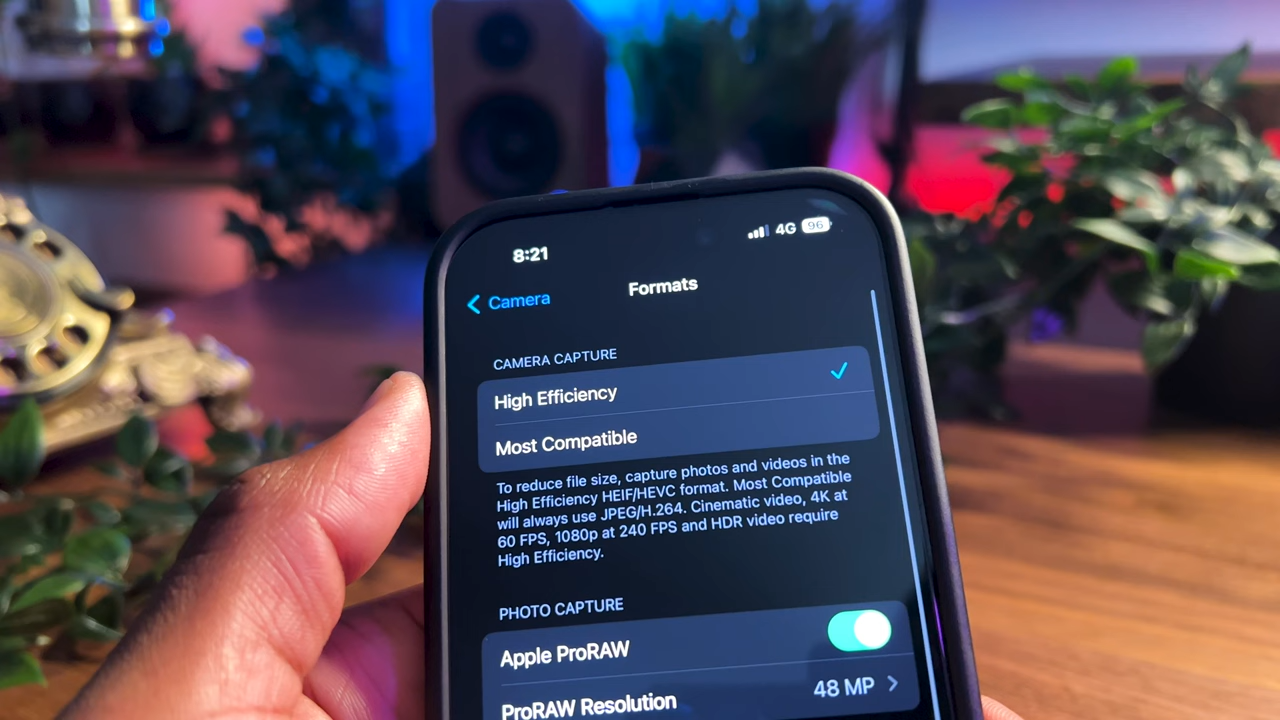 8:21
4G 96
Camera
Formats
CAMERA CAPTURE
High Efficiency
Most Compatible
To reduce file size, capture photos and videos in the
High Efficiency HEIF/HEVC format. Most Compatible
will always use JPEG/H.264. Cinematic video, 4K at
60 FPS, 1080p at 240 FPS and HDR video require
High Efficiency.
PHOTO CAPTURE
Apple ProRAW
ProRAW Resolution 48 MP